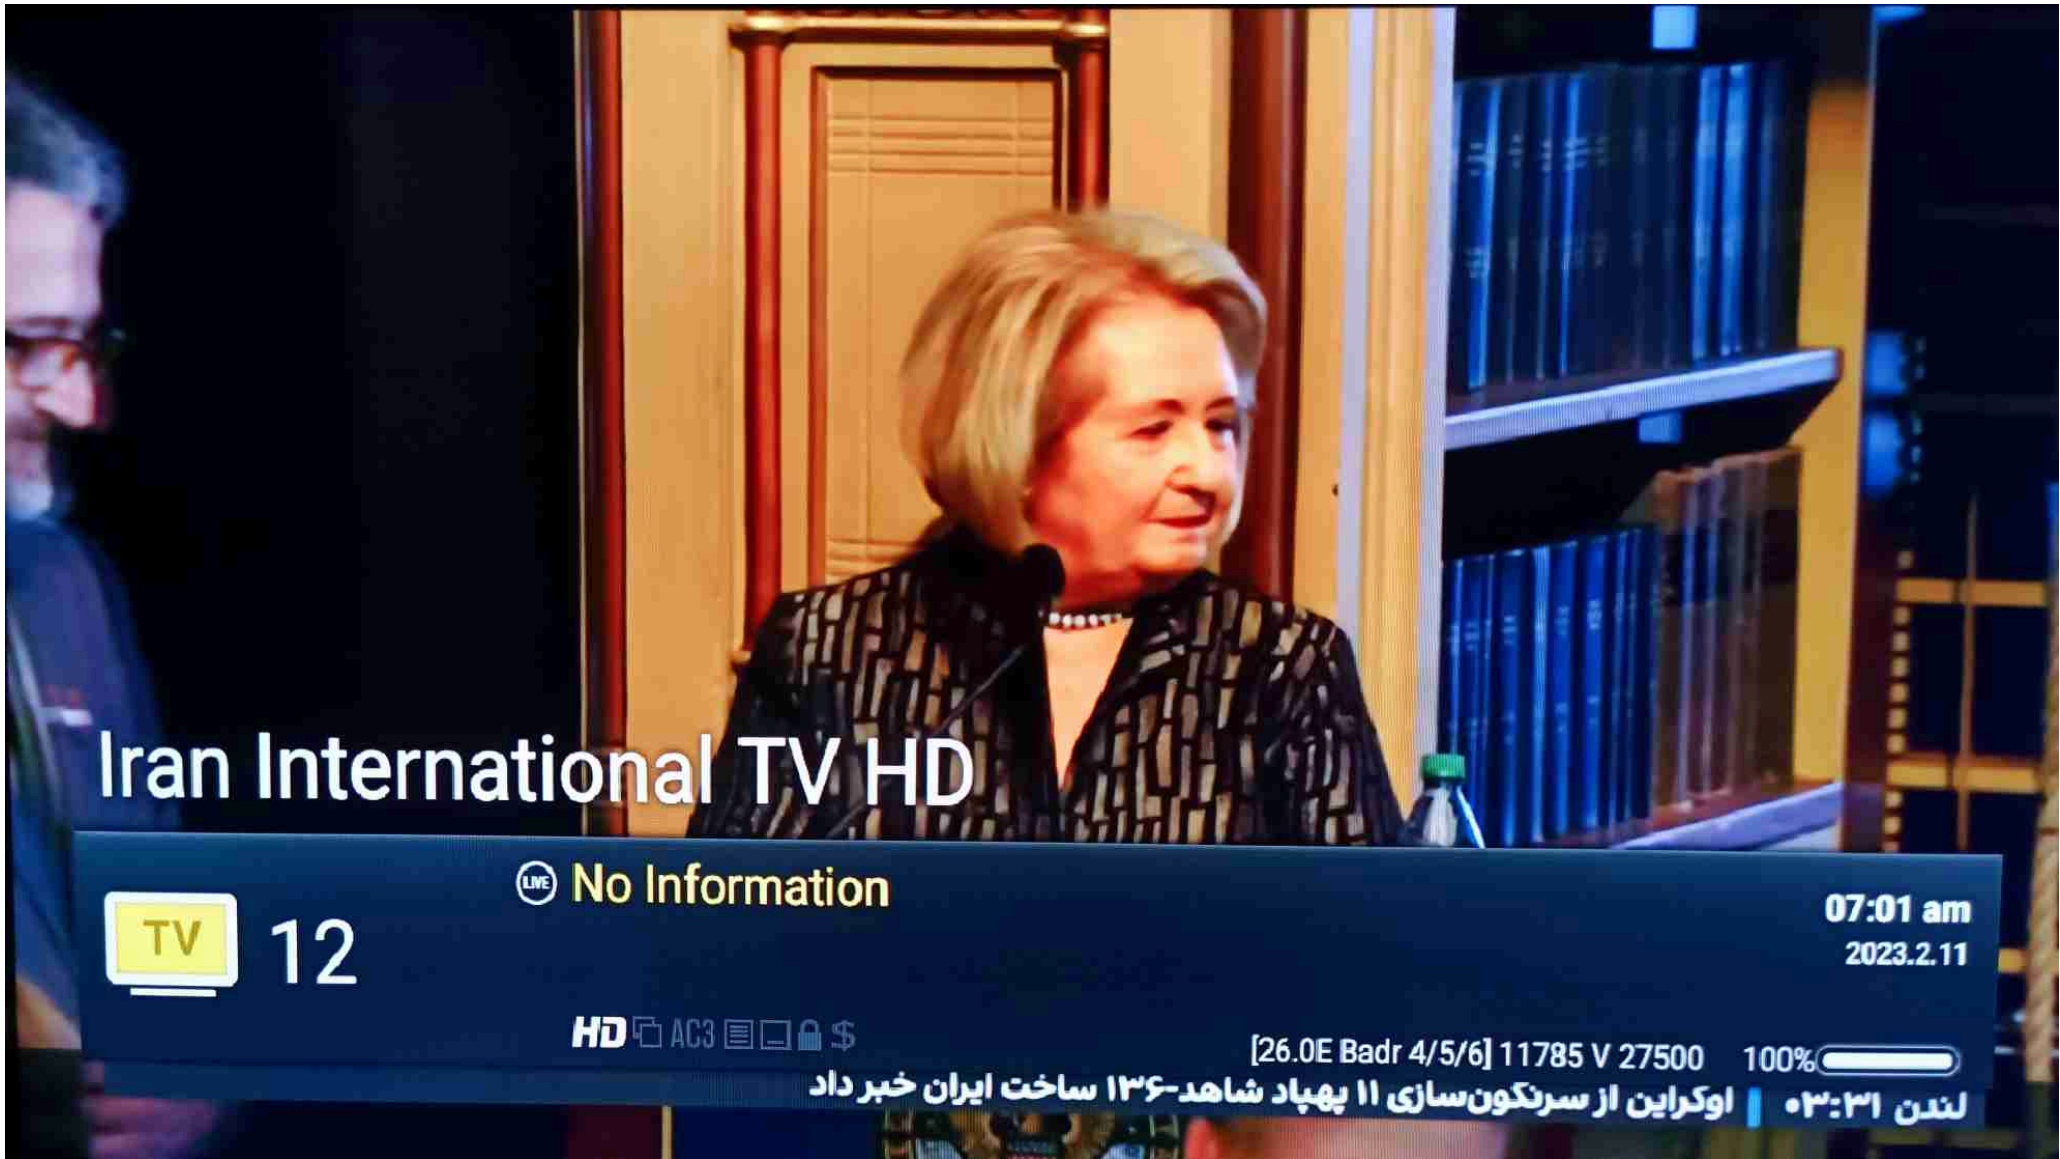 Iran International TV HD
LIVE No Information
TV 12
07:01 am
2023.2.11
HD AC3 $
[26.0E Badr 4/5/6] 11785 V 27500 100%
لندن ۰۳:۳۱ | اوکراین از سرنگون‌سازی ۱۱ پهپاد شاهد-۱۳۶ ساخت ایران خبر داد